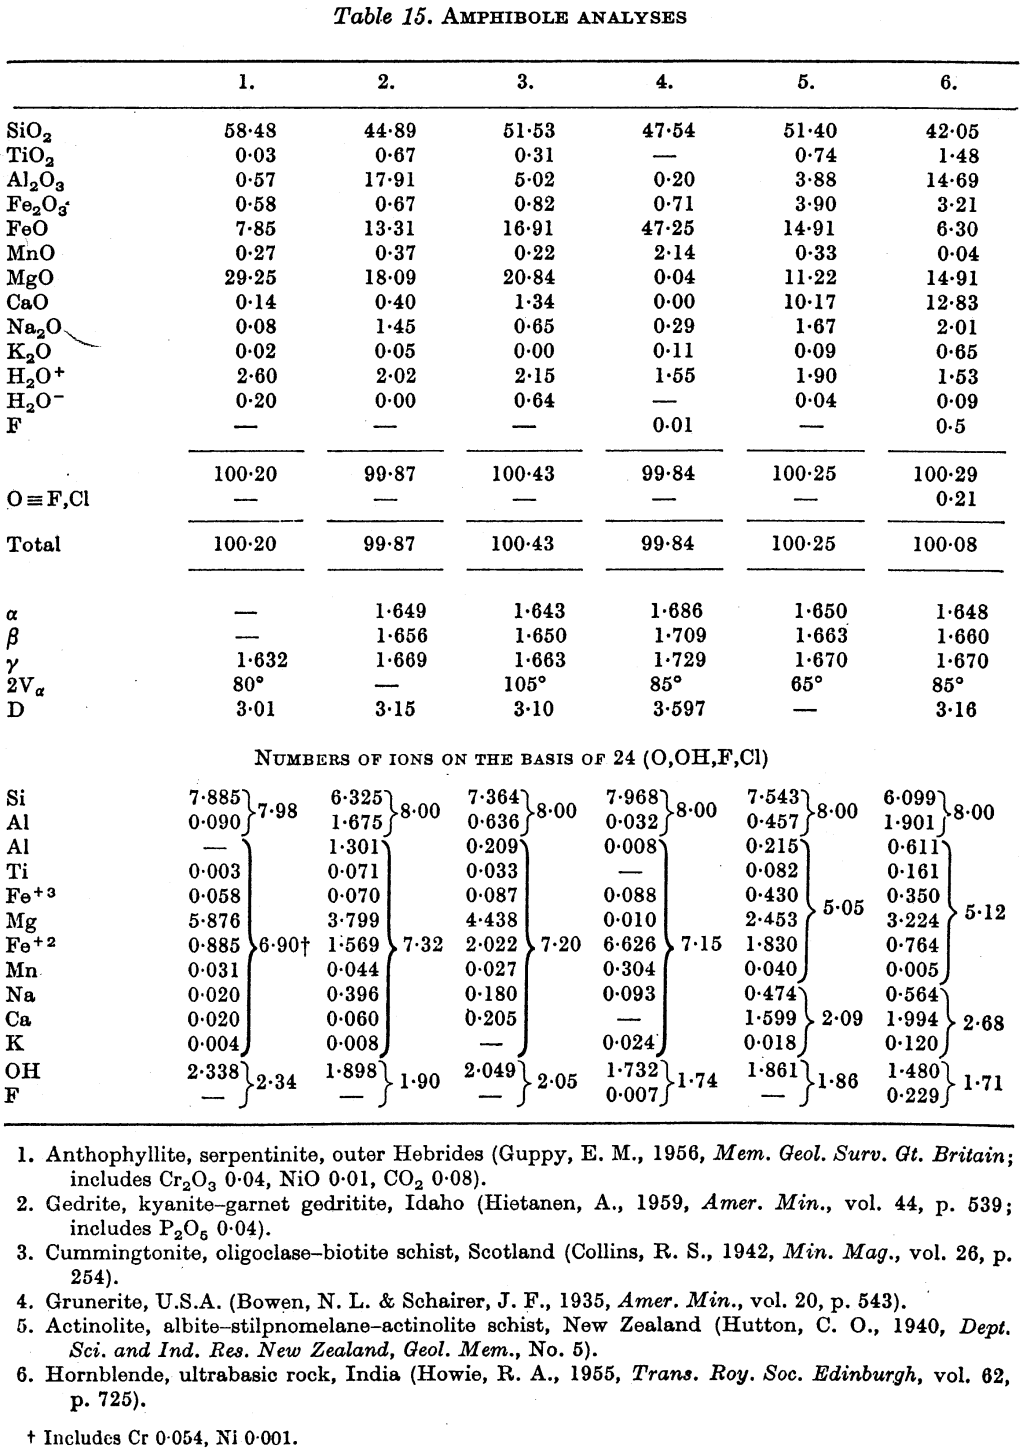 Table 15. AMPHIBOLE ANALYSES
1. 2. 3. 4. 5. 6.
SiO₂ 58·48 44·89 51·53 47·54 51·40 42·05
TiO₂ 0·03 0·67 0·31 — 0·74 1·48
Al₂O₃ 0·57 17·91 5·02 0·20 3·88 14·69
Fe₂O₃ 0·58 0·67 0·82 0·71 3·90 3·21
FeO 7·85 13·31 16·91 47·25 14·91 6·30
MnO 0·27 0·37 0·22 2·14 0·33 0·04
MgO 29·25 18·09 20·84 0·04 11·22 14·91
CaO 0·14 0·40 1·34 0·00 10·17 12·83
Na₂O 0·08 1·45 0·65 0·29 1·67 2·01
K₂O 0·02 0·05 0·00 0·11 0·09 0·65
H₂O⁺ 2·60 2·02 2·15 1·55 1·90 1·53
H₂O⁻ 0·20 0·00 0·64 — 0·04 0·09
F — — — 0·01 — 0·5
100·20 99·87 100·43 99·84 100·25 100·29
O≡F,Cl — — — — — 0·21
Total 100·20 99·87 100·43 99·84 100·25 100·08
α — 1·649 1·643 1·686 1·650 1·648
β — 1·656 1·650 1·709 1·663 1·660
γ 1·632 1·669 1·663 1·729 1·670 1·670
2Vα 80° — 105° 85° 65° 85°
D 3·01 3·15 3·10 3·597 — 3·16
NUMBERS OF IONS ON THE BASIS OF 24 (O,OH,F,Cl)
Si 7·885 6·325 7·364 7·968 7·543 6·099
7·98 8·00 8·00 8·00 8·00 8·00
Al 0·090 1·675 0·636 0·032 0·457 1·901
Al — 1·301 0·209 0·008 0·215 0·611
Ti 0·003 0·071 0·033 — 0·082 0·161
Fe⁺³ 0·058 0·070 0·087 0·088 0·430 0·350
5·05 5·12
Mg 5·876 3·799 4·438 0·010 2·453 3·224
Fe⁺² 0·885 6·90† 1·569 7·32 2·022 7·20 6·626 7·15 1·830 0·764
Mn 0·031 0·044 0·027 0·304 0·040 0·005
Na 0·020 0·396 0·180 0·093 0·474 0·564
Ca 0·020 0·060 0·205 — 1·599 2·09 1·994 2·68
K 0·004 0·008 — 0·024 0·018 0·120
OH 2·338 1·898 2·049 1·732 1·861 1·480
2·34 1·90 2·05 1·74 1·86 1·71
F — — — 0·007 — 0·229
1. Anthophyllite, serpentinite, outer Hebrides (Guppy, E. M., 1956, Mem. Geol. Surv. Gt. Britain;
includes Cr₂O₃ 0·04, NiO 0·01, CO₂ 0·08).
2. Gedrite, kyanite–garnet gedritite, Idaho (Hietanen, A., 1959, Amer. Min., vol. 44, p. 539;
includes P₂O₅ 0·04).
3. Cummingtonite, oligoclase–biotite schist, Scotland (Collins, R. S., 1942, Min. Mag., vol. 26, p.
254).
4. Grunerite, U.S.A. (Bowen, N. L. & Schairer, J. F., 1935, Amer. Min., vol. 20, p. 543).
5. Actinolite, albite–stilpnomelane–actinolite schist, New Zealand (Hutton, C. O., 1940, Dept.
Sci. and Ind. Res. New Zealand, Geol. Mem., No. 5).
6. Hornblende, ultrabasic rock, India (Howie, R. A., 1955, Trans. Roy. Soc. Edinburgh, vol. 62,
p. 725).
† Includes Cr 0·054, Ni 0·001.